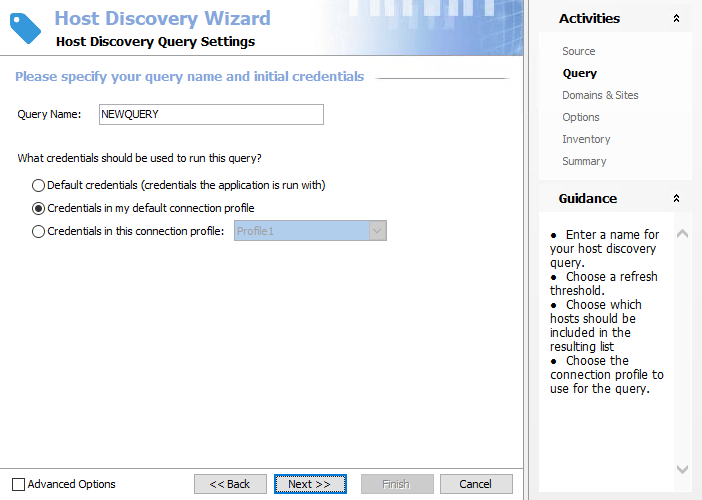 Host Discovery Wizard
Host Discovery Query Settings
Please specify your query name and initial credentials
Query Name: NEWQUERY
What credentials should be used to run this query?
Default credentials (credentials the application is run with)
Credentials in my default connection profile
Credentials in this connection profile: Profile1
Advanced Options
<< Back
Next >>
Finish
Cancel
Activities
Source
Query
Domains & Sites
Options
Inventory
Summary
Guidance
● Enter a name for
your host discovery
query.
● Choose a refresh
threshold.
● Choose which
hosts should be
included in the
resulting list
● Choose the
connection profile to
use for the query.